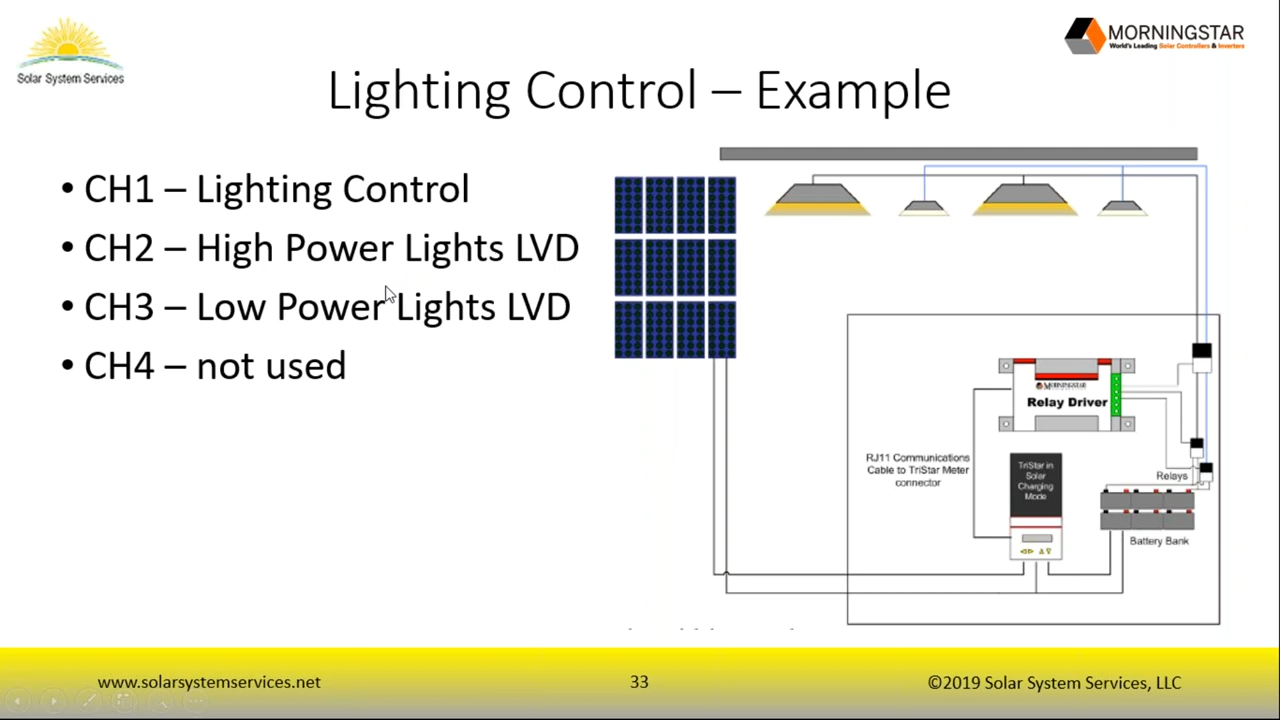 Solar System Services
MORNINGSTAR
World's Leading Solar Controllers & Inverters
Lighting Control – Example
• CH1 – Lighting Control
• CH2 – High Power Lights LVD
• CH3 – Low Power Lights LVD
• CH4 – not used
MORNINGSTAR
Relay Driver
RJ11 Communications
Cable to TriStar Meter
connector
TriStar in
Solar
Charging
Mode
Relays
Battery Bank
www.solarsystemservices.net
33
©2019 Solar System Services, LLC